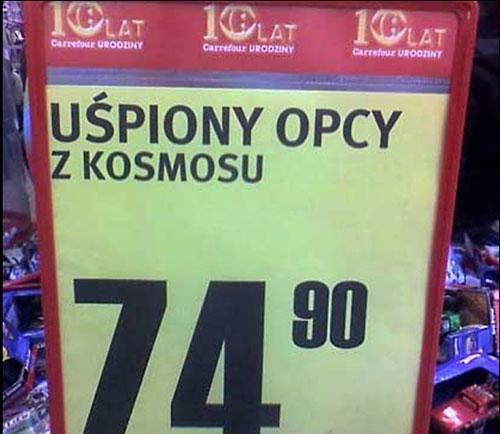 10 LAT 10 LAT 10 LAT
Carrefour URODZINY Carrefour URODZINY Carrefour URODZINY
UŚPIONY OPCY
Z KOSMOSU
74 90